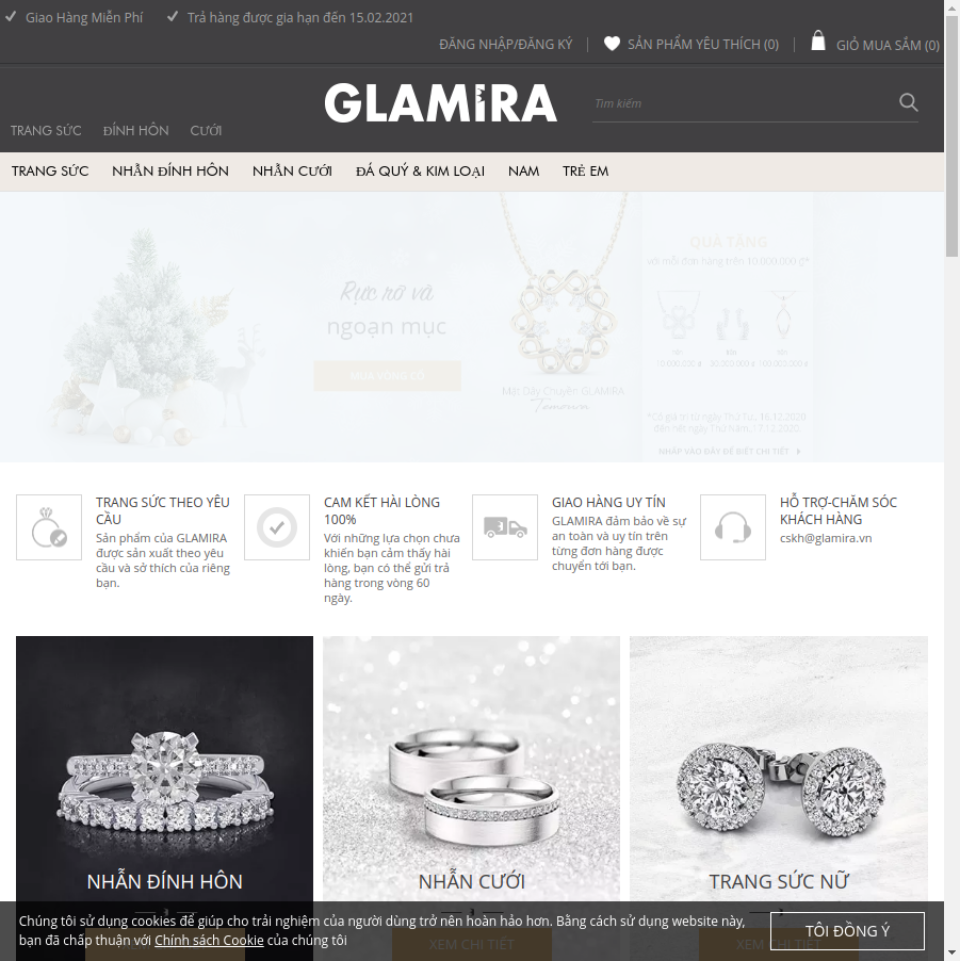 Giao Hàng Miễn Phí
Trả hàng được gia hạn đến 15.02.2021
ĐĂNG NHẬP/ĐĂNG KÝ
SẢN PHẨM YÊU THÍCH (0)
GIỎ MUA SẮM (0)
GLAMIRA
Tìm kiếm
TRANG SỨC
ĐÍNH HÔN
CƯỚI
TRANG SỨC
NHẪN ĐÍNH HÔN
NHẪN CƯỚI
ĐÁ QUÝ & KIM LOẠI
NAM
TRẺ EM
Rực rỡ và
ngoạn mục
MUA VÒNG CỔ
Mặt Dây Chuyền GLAMIRA
QUÀ TẶNG
với mỗi đơn hàng trên 10.000.000 ₫*
*Có giá trị từ ngày Thứ Tư, 16.12.2020
đến hết ngày Thứ Năm, 17.12.2020
NHẤP VÀO ĐÂY ĐỂ BIẾT CHI TIẾT
TRANG SỨC THEO YÊU
CẦU
Sản phẩm của GLAMIRA
được sản xuất theo yêu
cầu và sở thích của riêng
bạn.
CAM KẾT HÀI LÒNG
100%
Với những lựa chọn chưa
khiến bạn cảm thấy hài
lòng, bạn có thể gửi trả
hàng trong vòng 60
ngày.
GIAO HÀNG UY TÍN
GLAMIRA đảm bảo về sự
an toàn và uy tín trên
từng đơn hàng được
chuyển tới bạn.
HỖ TRỢ-CHĂM SÓC
KHÁCH HÀNG
cskh@glamira.vn
NHẪN ĐÍNH HÔN
NHẪN CƯỚI
TRANG SỨC NỮ
XEM CHI TIẾT
XEM CHI TIẾT
Chúng tôi sử dụng cookies để giúp cho trải nghiệm của người dùng trở nên hoàn hảo hơn. Bằng cách sử dụng website này,
bạn đã chấp thuận với Chính sách Cookie của chúng tôi
TÔI ĐỒNG Ý